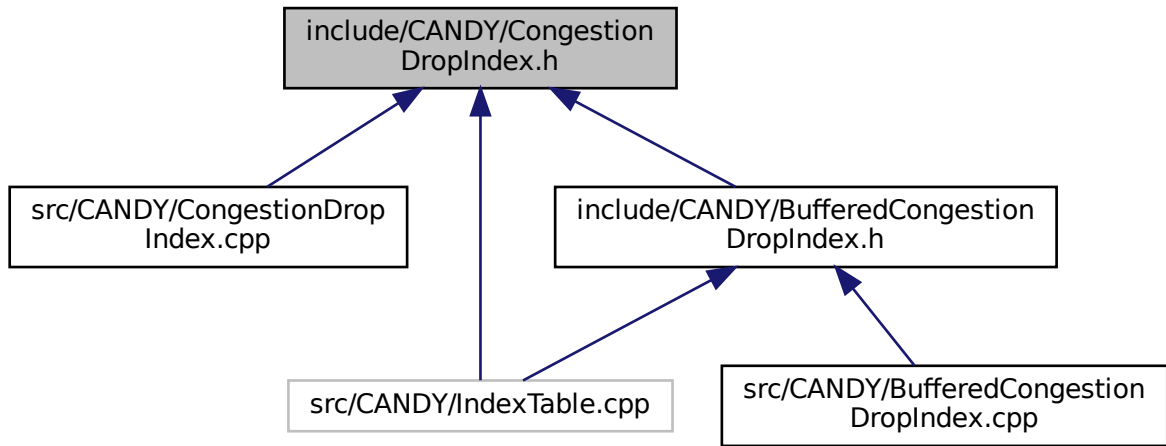 include/CANDY/Congestion
DropIndex.h
src/CANDY/CongestionDrop
Index.cpp
include/CANDY/BufferedCongestion
DropIndex.h
src/CANDY/IndexTable.cpp
src/CANDY/BufferedCongestion
DropIndex.cpp